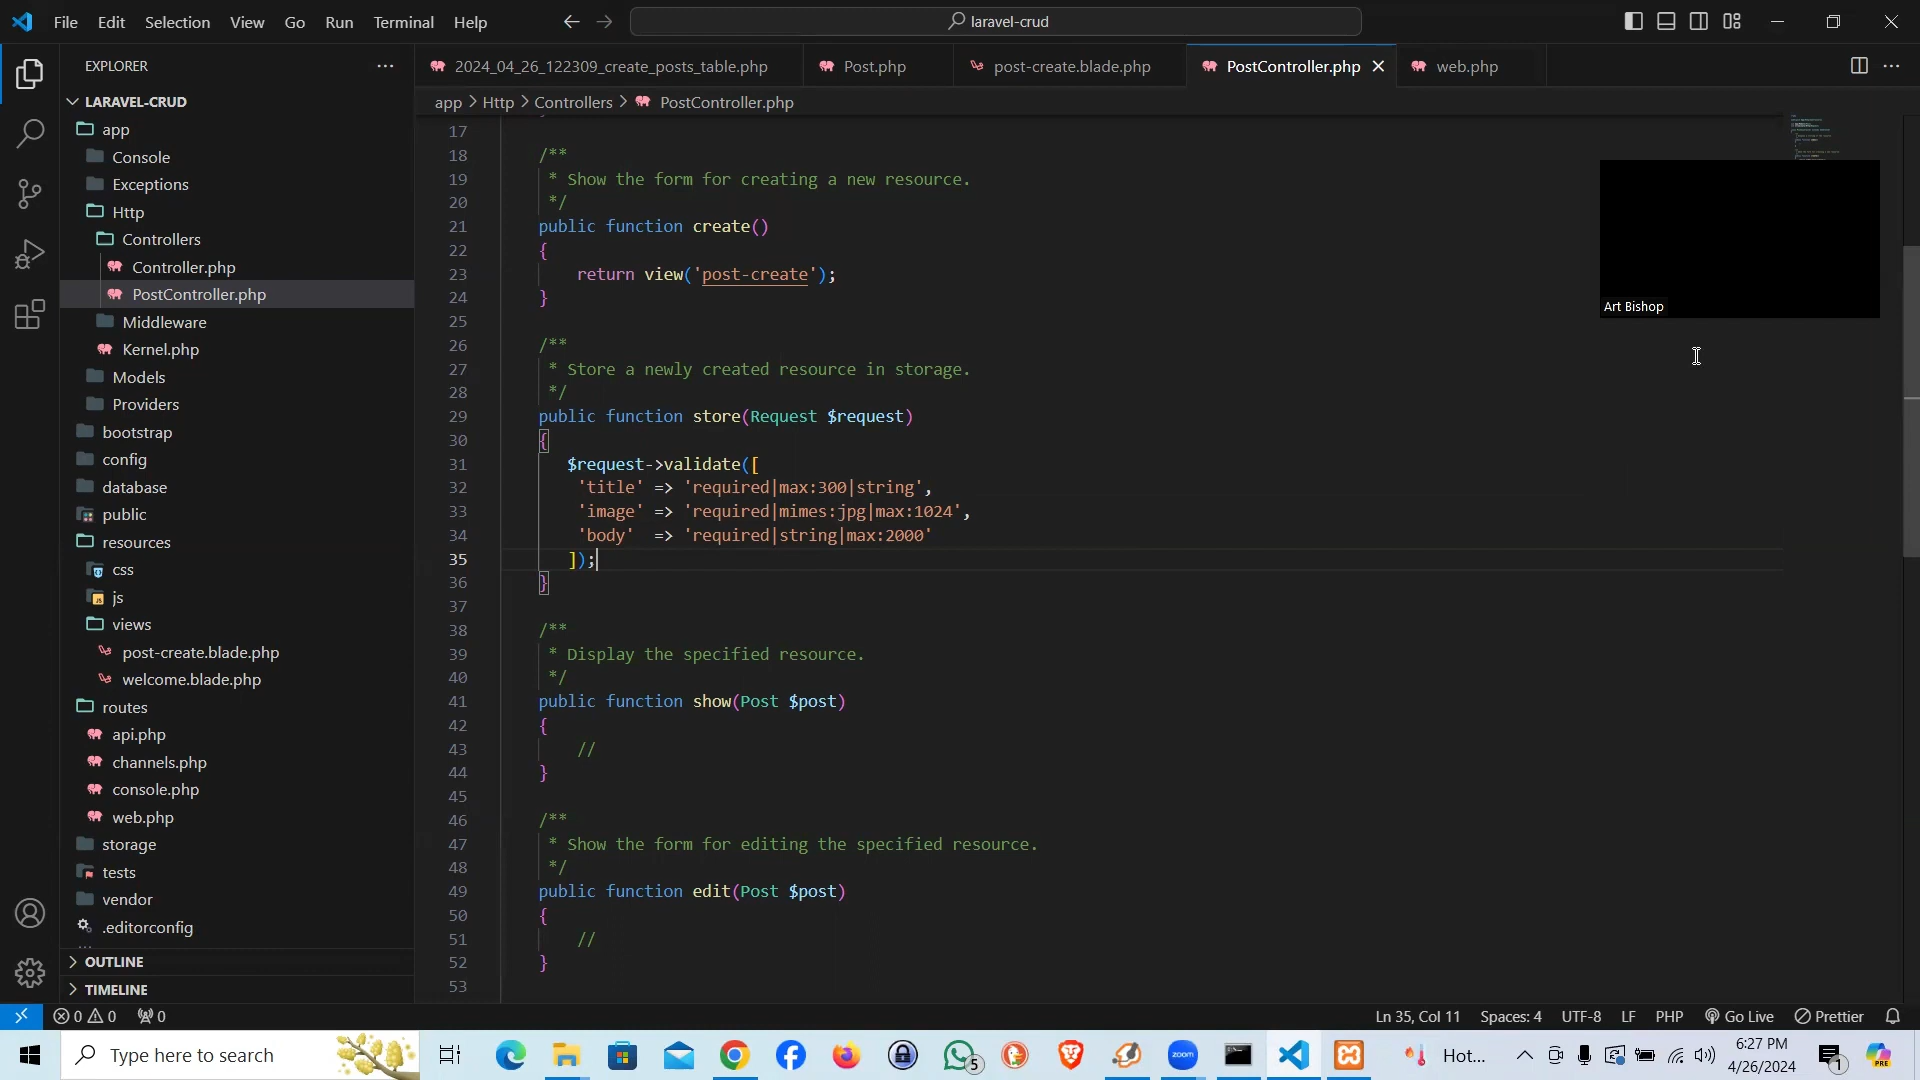 File Edit Selection View Go Run Terminal Help
laravel-crud
EXPLORER
LARAVEL-CRUD
app
Console
Exceptions
Http
Controllers
Controller.php
PostController.php
Middleware
Kernel.php
Models
Providers
bootstrap
config
database
public
resources
css
js
views
post-create.blade.php
welcome.blade.php
routes
api.php
channels.php
console.php
web.php
storage
tests
vendor
.editorconfig
OUTLINE
TIMELINE
2024_04_26_122309_create_posts_table.php Post.php post-create.blade.php PostController.php web.php
app > Http > Controllers > PostController.php
17
18 /**
19 * Show the form for creating a new resource.
20 */
21 public function create()
22 {
23 return view('post-create');
24 }
25
26 /**
27 * Store a newly created resource in storage.
28 */
29 public function store(Request $request)
30 {
31 $request->validate([
32 'title' => 'required|max:300|string',
33 'image' => 'required|mimes:jpg|max:1024',
34 'body' => 'required|string|max:2000'
35 ]);
36 }
37
38 /**
39 * Display the specified resource.
40 */
41 public function show(Post $post)
42 {
43 //
44 }
45
46 /**
47 * Show the form for editing the specified resource.
48 */
49 public function edit(Post $post)
50 {
51 //
52 }
53
Art Bishop
0 0 0
Ln 35, Col 11 Spaces: 4 UTF-8 LF PHP Go Live Prettier
Type here to search
zoom
5
Hot...
6:27 PM
4/26/2024
1
PRE